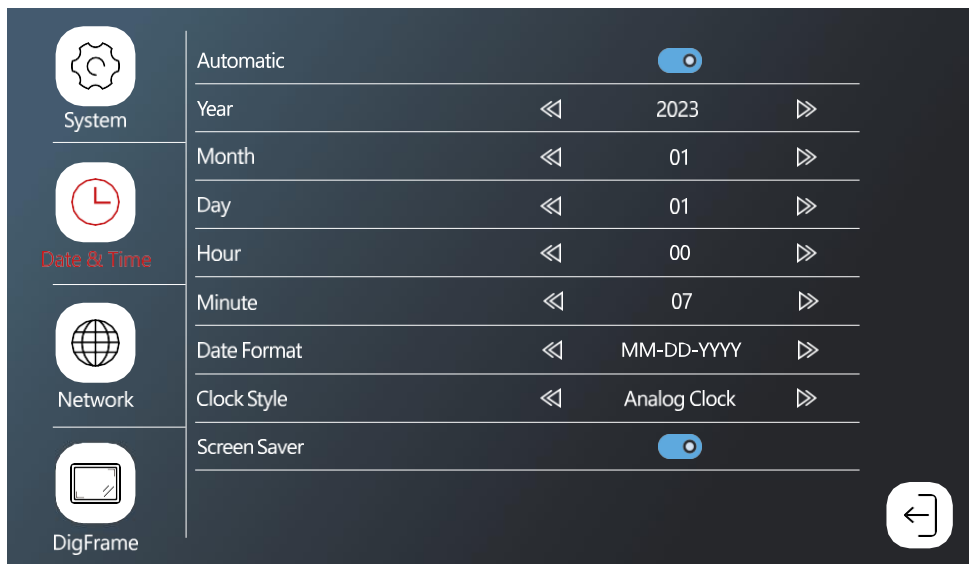 System
Date & Time
Network
DigFrame
Automatic
Year 2023
Month 01
Day 01
Hour 00
Minute 07
Date Format MM-DD-YYYY
Clock Style Analog Clock
Screen Saver